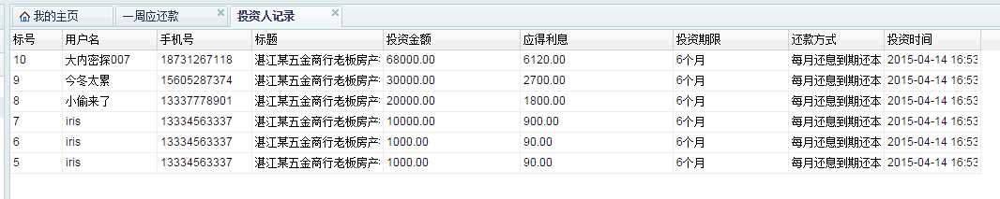 我的主页 一周应还款 投资人记录
标号 用户名 手机号 标题 投资金额 应得利息 投资期限 还款方式 投资时间
10 大内密探007 18731267118 湛江某五金商行老板房产 68000.00 6120.00 6个月 每月还息到期还本 2015-04-14 16:53
9 今冬太累 15605287374 湛江某五金商行老板房产 30000.00 2700.00 6个月 每月还息到期还本 2015-04-14 16:53
8 小偷来了 13337778901 湛江某五金商行老板房产 20000.00 1800.00 6个月 每月还息到期还本 2015-04-14 16:53
7 iris 13334563337 湛江某五金商行老板房产 10000.00 900.00 6个月 每月还息到期还本 2015-04-14 16:53
6 iris 13334563337 湛江某五金商行老板房产 1000.00 90.00 6个月 每月还息到期还本 2015-04-14 16:53
5 iris 13334563337 湛江某五金商行老板房产 1000.00 90.00 6个月 每月还息到期还本 2015-04-14 16:53